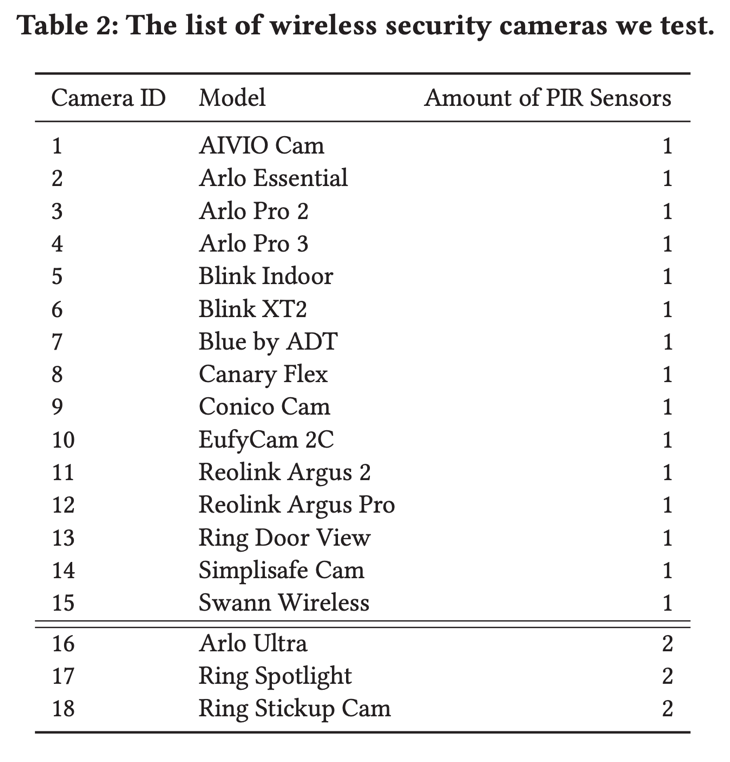 Table 2: The list of wireless security cameras we test.
Camera ID Model Amount of PIR Sensors
1 AIVIO Cam 1
2 Arlo Essential 1
3 Arlo Pro 2 1
4 Arlo Pro 3 1
5 Blink Indoor 1
6 Blink XT2 1
7 Blue by ADT 1
8 Canary Flex 1
9 Conico Cam 1
10 EufyCam 2C 1
11 Reolink Argus 2 1
12 Reolink Argus Pro 1
13 Ring Door View 1
14 Simplisafe Cam 1
15 Swann Wireless 1
16 Arlo Ultra 2
17 Ring Spotlight 2
18 Ring Stickup Cam 2